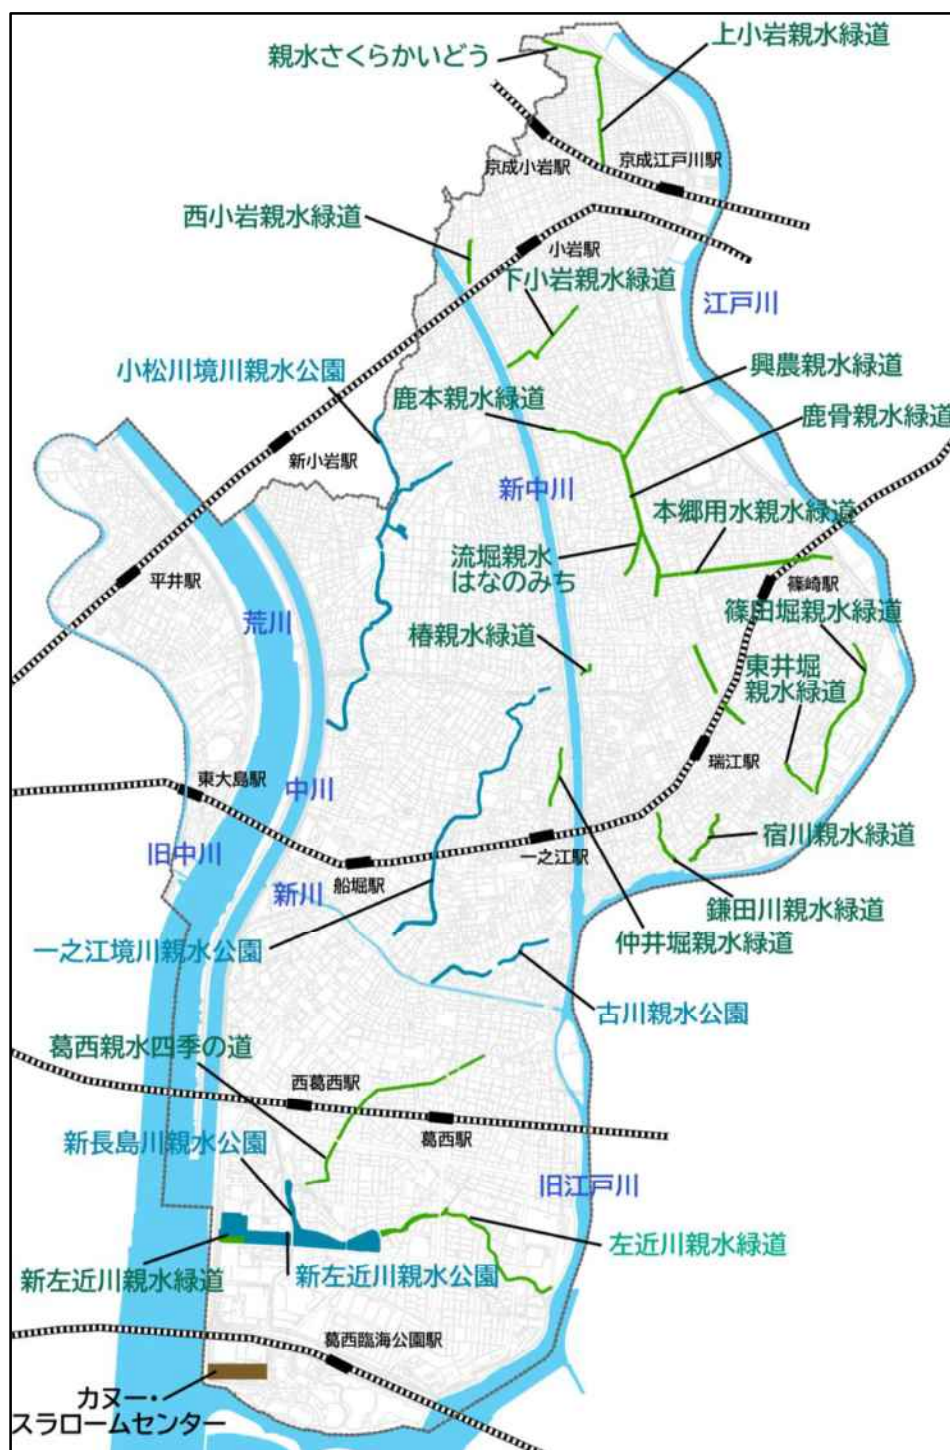 上小岩親水緑道
親水さくらかいどう
京成小岩駅
京成江戸川駅
西小岩親水緑道
小岩駅
下小岩親水緑道
江戸川
小松川境川親水公園
興農親水緑道
鹿本親水緑道
鹿骨親水緑道
新小岩駅
新中川
本郷用水親水緑道
流堀親水
はなのみち
平井駅
篠崎駅
荒川
篠田堀親水緑道
椿親水緑道
東井堀
親水緑道
瑞江駅
東大島駅
中川
宿川親水緑道
旧中川
一之江駅
船堀駅
新川
鎌田川親水緑道
仲井堀親水緑道
一之江境川親水公園
古川親水公園
葛西親水四季の道
西葛西駅
葛西駅
新長島川親水公園
旧江戸川
左近川親水緑道
新左近川親水緑道
新左近川親水公園
葛西臨海公園駅
カヌー・
スラロームセンター